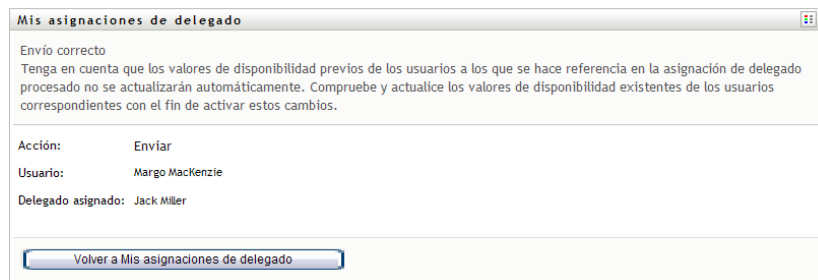 Mis asignaciones de delegado
Envío correcto
Tenga en cuenta que los valores de disponibilidad previos de los usuarios a los que se hace referencia en la asignación de delegado
procesado no se actualizarán automáticamente. Compruebe y actualice los valores de disponibilidad existentes de los usuarios
correspondientes con el fin de activar estos cambios.
Acción: Enviar
Usuario: Margo MacKenzie
Delegado asignado: Jack Miller
Volver a Mis asignaciones de delegado